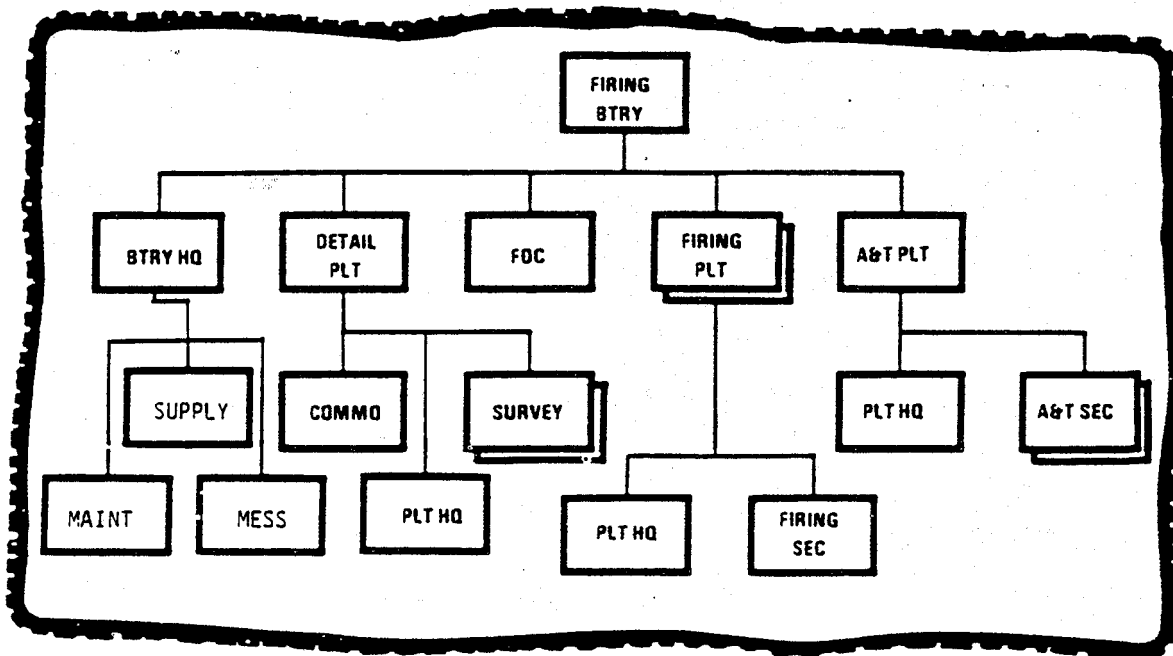 FIRING
BTRY
BTRY HQ
DETAIL
PLT
FDC
FIRING
PLT
A&T PLT
SUPPLY
COMMO
SURVEY
PLT HQ
A&T SEC
MAINT
MESS
PLT HQ
PLT HQ
FIRING
SEC